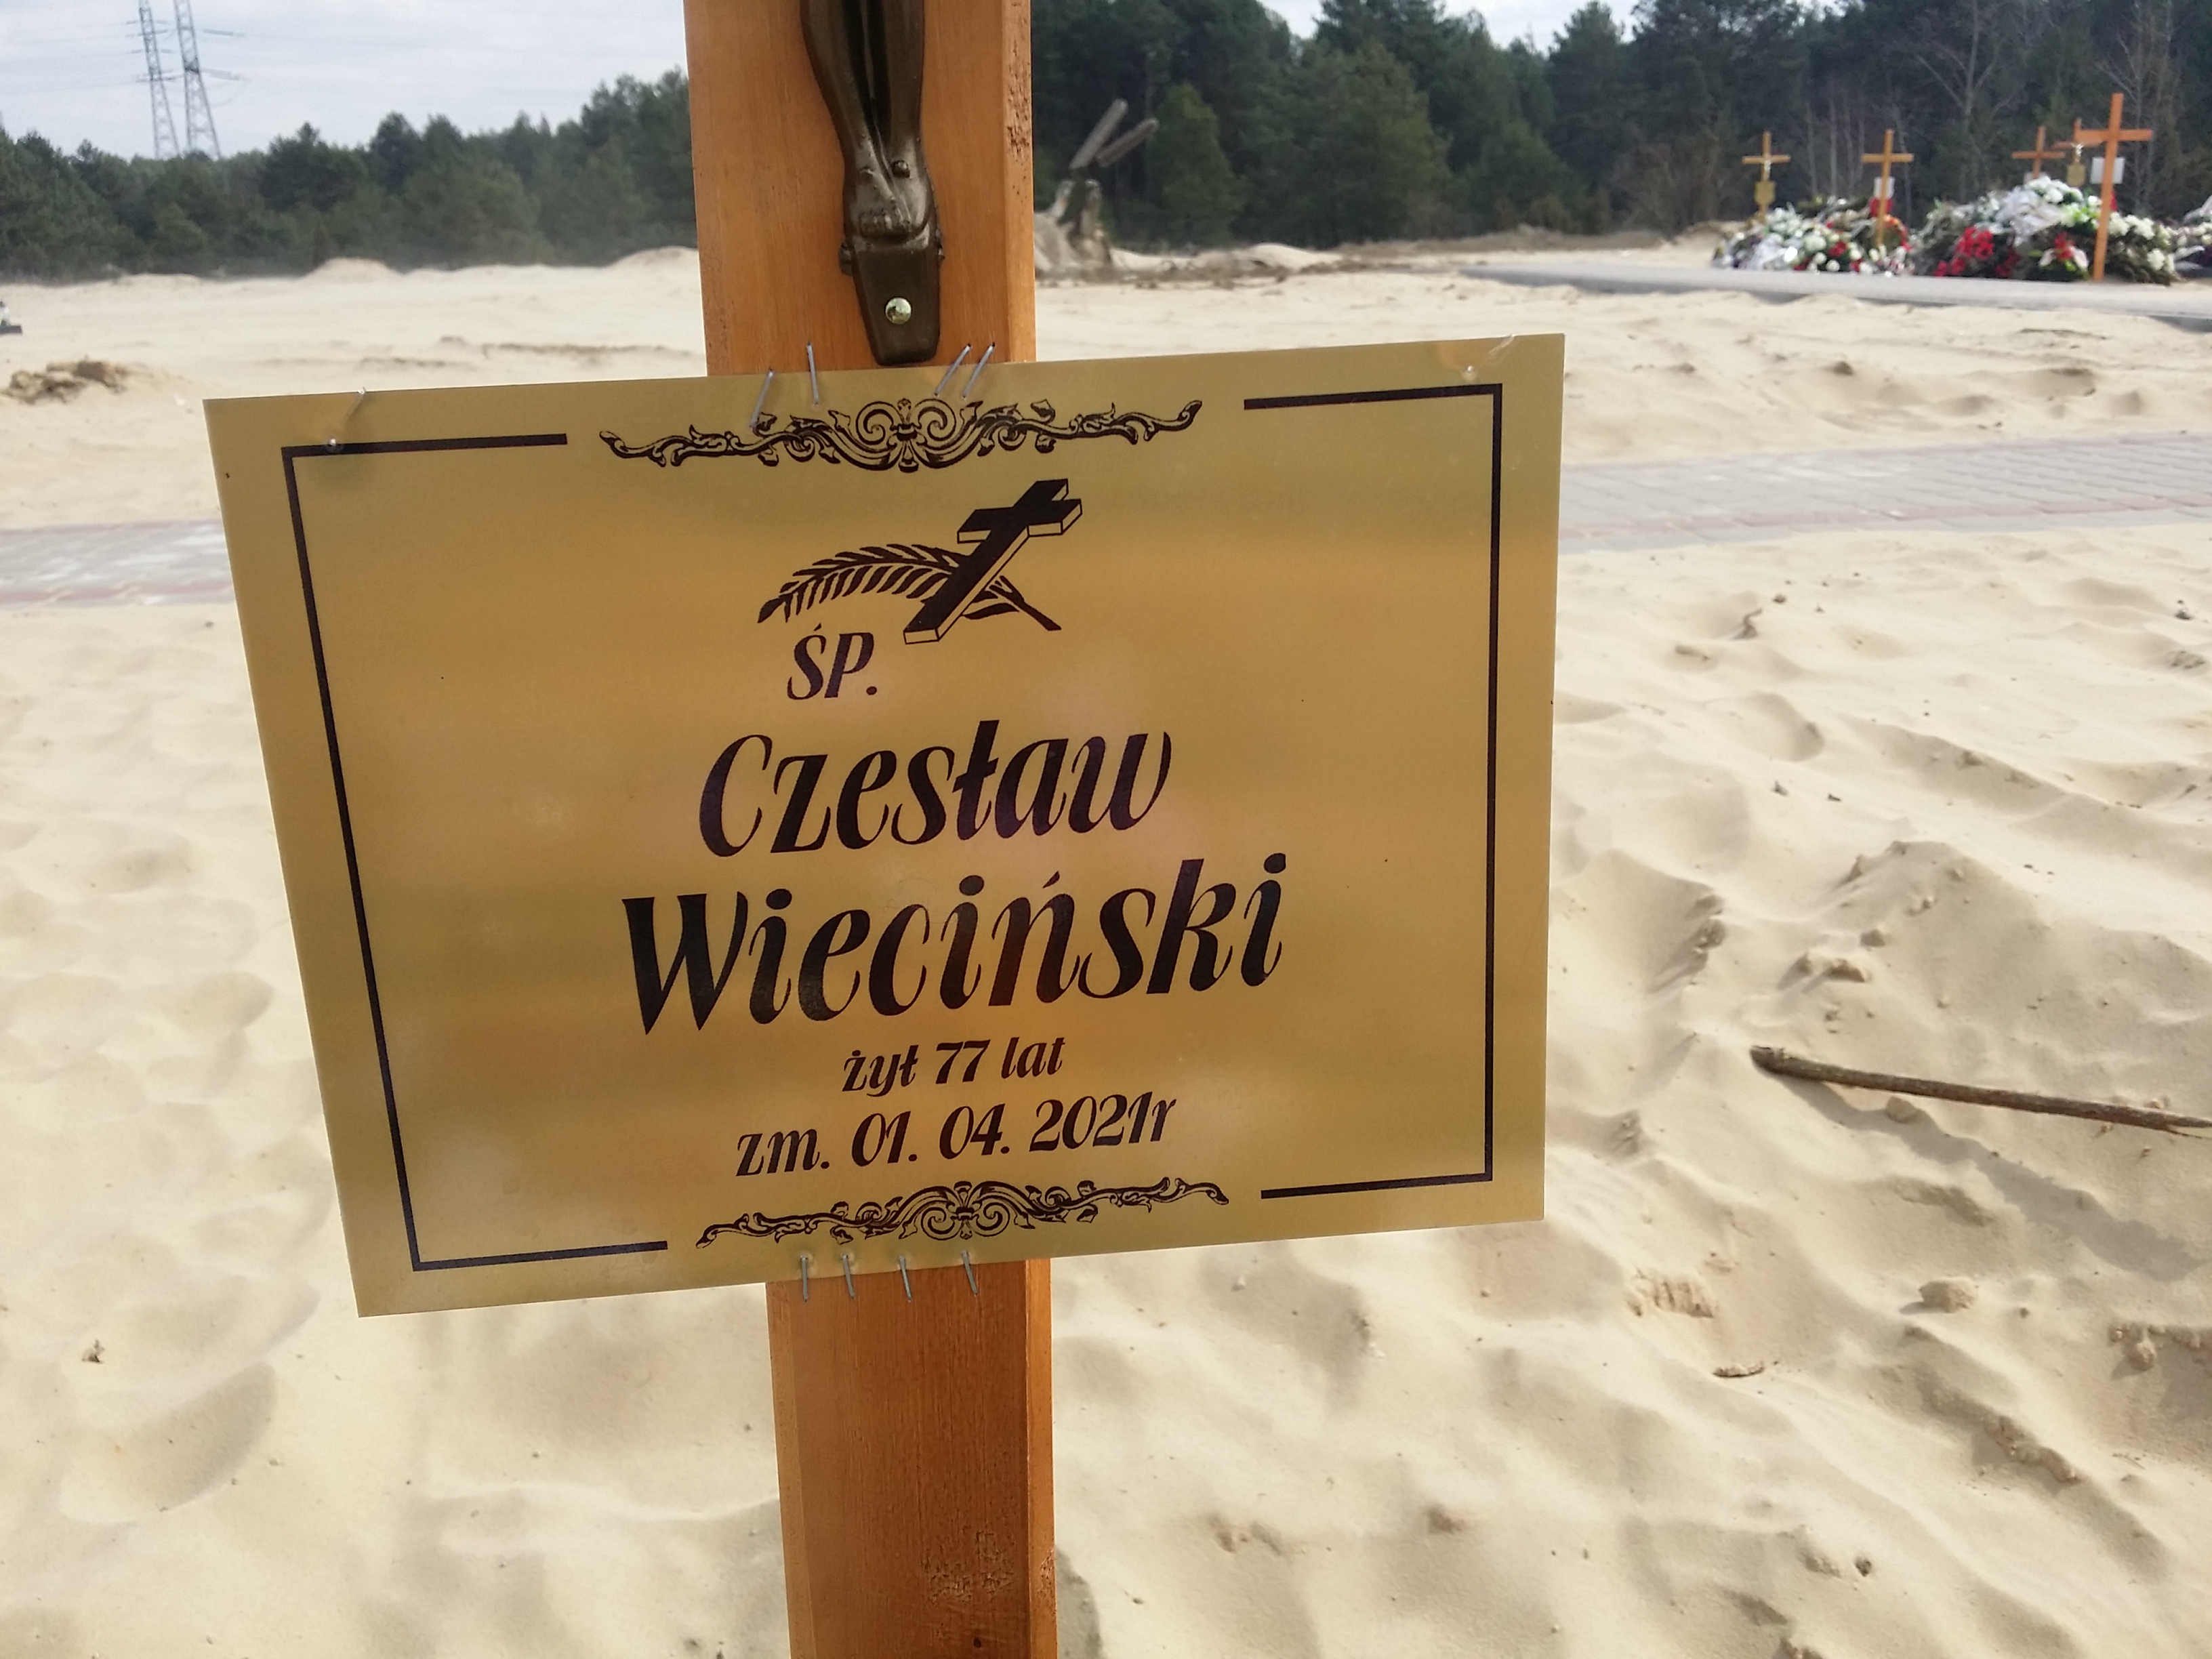 ŚP.
Czesław
Wieciński
żył 77 lat
zm. 01. 04. 2021r